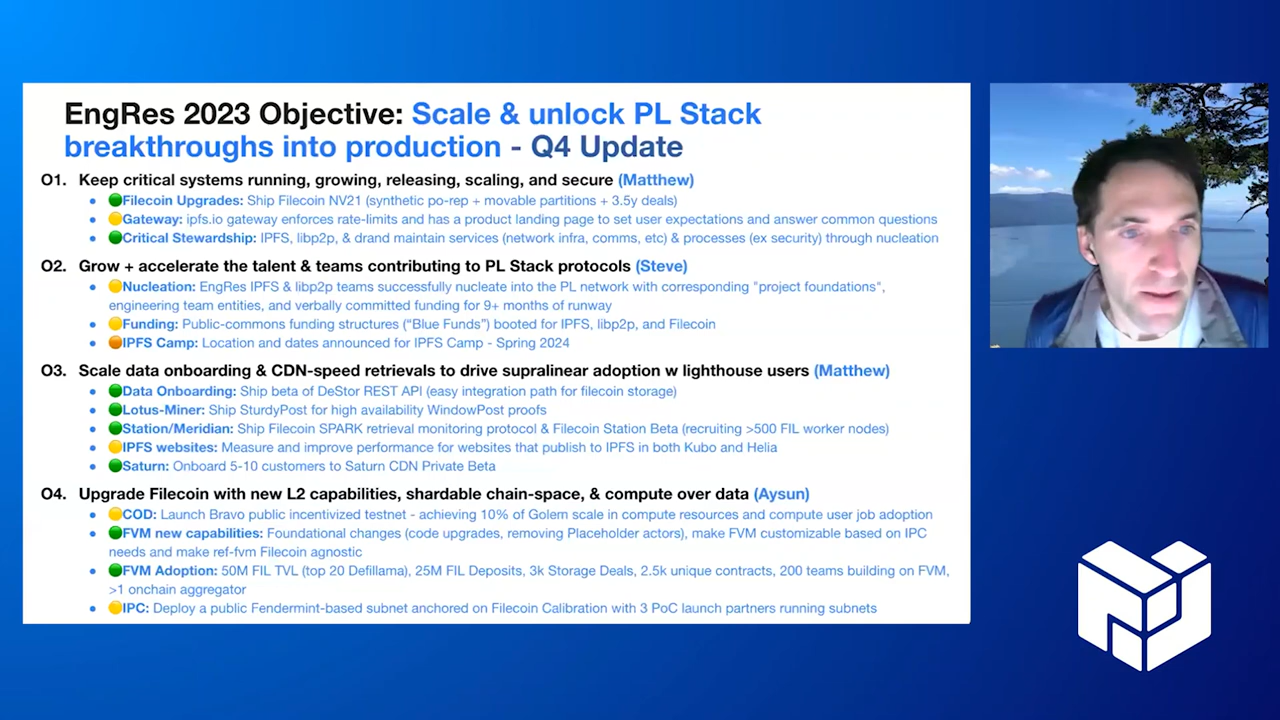 EngRes 2023 Objective: Scale & unlock PL Stack
breakthroughs into production - Q4 Update
O1. Keep critical systems running, growing, releasing, scaling, and secure (Matthew)
Filecoin Upgrades: Ship Filecoin NV21 (synthetic po-rep + movable partitions + 3.5y deals)
Gateway: ipfs.io gateway enforces rate-limits and has a product landing page to set user expectations and answer common questions
Critical Stewardship: IPFS, libp2p, & drand maintain services (network infra, comms, etc) & processes (ex security) through nucleation
O2. Grow + accelerate the talent & teams contributing to PL Stack protocols (Steve)
Nucleation: EngRes IPFS & libp2p teams successfully nucleate into the PL network with corresponding "project foundations",
engineering team entities, and verbally committed funding for 9+ months of runway
Funding: Public-commons funding structures (“Blue Funds”) booted for IPFS, libp2p, and Filecoin
IPFS Camp: Location and dates announced for IPFS Camp - Spring 2024
O3. Scale data onboarding & CDN-speed retrievals to drive supralinear adoption w lighthouse users (Matthew)
Data Onboarding: Ship beta of DeStor REST API (easy integration path for filecoin storage)
Lotus-Miner: Ship SturdyPost for high availability WindowPost proofs
Station/Meridian: Ship Filecoin SPARK retrieval monitoring protocol & Filecoin Station Beta (recruiting >500 FIL worker nodes)
IPFS websites: Measure and improve performance for websites that publish to IPFS in both Kubo and Helia
Saturn: Onboard 5-10 customers to Saturn CDN Private Beta
O4. Upgrade Filecoin with new L2 capabilities, shardable chain-space, & compute over data (Aysun)
COD: Launch Bravo public incentivized testnet - achieving 10% of Golem scale in compute resources and compute user job adoption
FVM new capabilities: Foundational changes (code upgrades, removing Placeholder actors), make FVM customizable based on IPC
needs and make ref-fvm Filecoin agnostic
FVM Adoption: 50M FIL TVL (top 20 Defillama), 25M FIL Deposits, 3k Storage Deals, 2.5k unique contracts, 200 teams building on FVM,
>1 onchain aggregator
IPC: Deploy a public Fendermint-based subnet anchored on Filecoin Calibration with 3 PoC launch partners running subnets